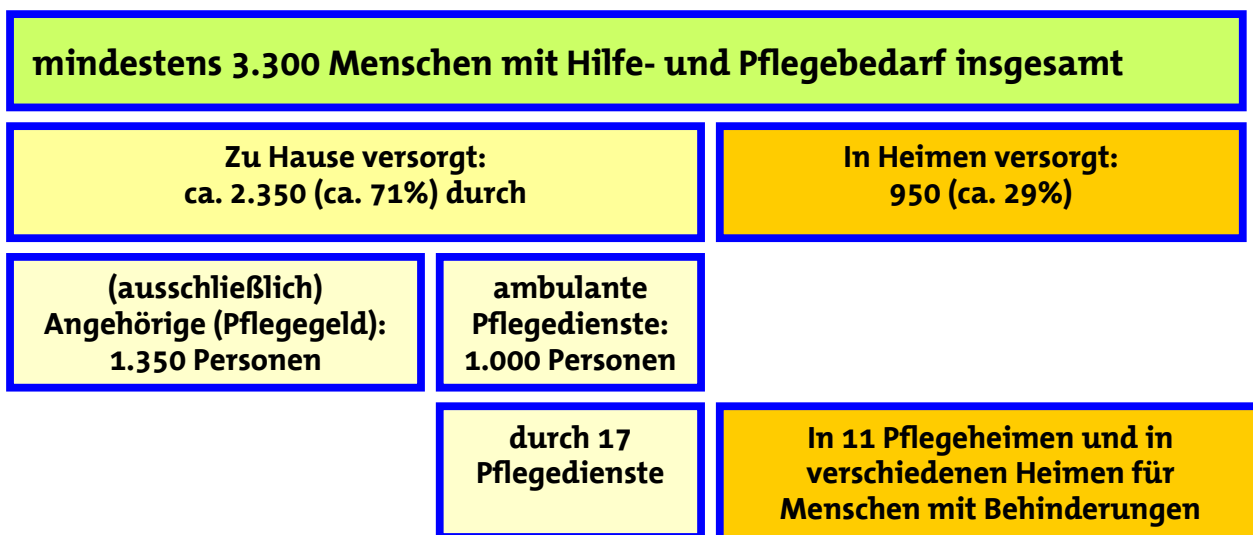 mindestens 3.300 Menschen mit Hilfe- und Pflegebedarf insgesamt
Zu Hause versorgt:
ca. 2.350 (ca. 71%) durch
In Heimen versorgt:
950 (ca. 29%)
(ausschließlich)
Angehörige (Pflegegeld):
1.350 Personen
ambulante
Pflegedienste:
1.000 Personen
durch 17
Pflegedienste
In 11 Pflegeheimen und in
verschiedenen Heimen für
Menschen mit Behinderungen